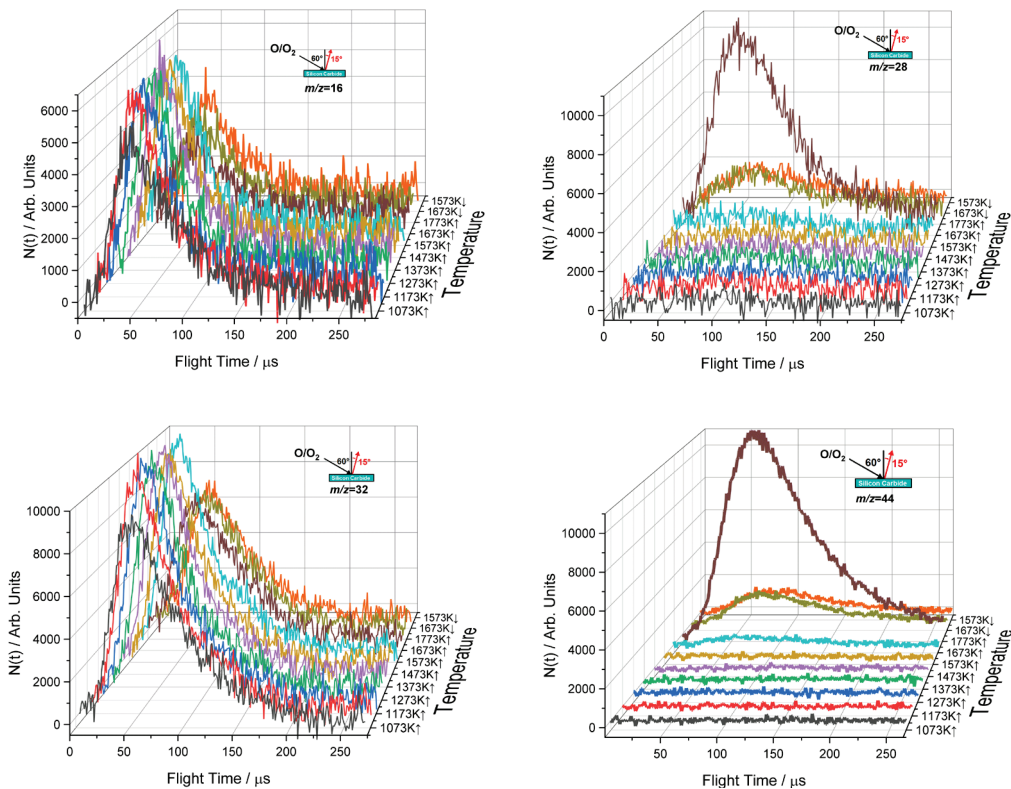 O/O₂
60°
15°
Silicon Carbide
m/z=16
6000
5000
4000
3000
2000
1000
0
N(t) / Arb. Units
0 50 100 150 200 250
Flight Time / μs
1573K↓
1673K↓
1773K↑
1673K↑
1573K↑
1473K↑
1373K↑
1273K↑
1173K↑
1073K↑
Temperature
O/O₂
60°
15°
Silicon Carbide
m/z=28
10000
8000
6000
4000
2000
0
N(t) / Arb. Units
0 50 100 150 200 250
Flight Time / μs
1573K↓
1673K↓
1773K↑
1673K↑
1573K↑
1473K↑
1373K↑
1273K↑
1173K↑
1073K↑
Temperature
O/O₂
60°
15°
Silicon Carbide
m/z=32
10000
8000
6000
4000
2000
0
N(t) / Arb. Units
0 50 100 150 200 250
Flight Time / μs
1573K↓
1673K↓
1773K↑
1673K↑
1573K↑
1473K↑
1373K↑
1273K↑
1173K↑
1073K↑
Temperature
O/O₂
60°
15°
Silicon Carbide
m/z=44
10000
8000
6000
4000
2000
0
N(t) / Arb. Units
50 100 150 200 250
Flight Time / μs
1573K↓
1673K↓
1773K↑
1673K↑
1573K↑
1473K↑
1373K↑
1273K↑
1173K↑
1073K↑
Temperature